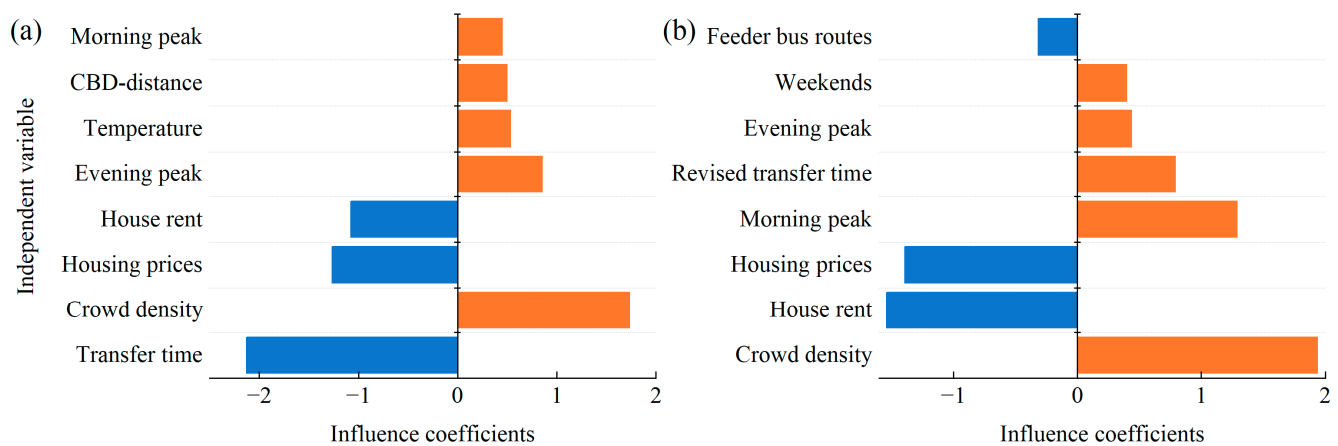 (a)
Independent variable
Morning peak
CBD-distance
Temperature
Evening peak
House rent
Housing prices
Crowd density
Transfer time
−2 −1 0 1 2
Influence coefficients
(b)
Feeder bus routes
Weekends
Evening peak
Revised transfer time
Morning peak
Housing prices
House rent
Crowd density
−1 0 1 2
Influence coefficients